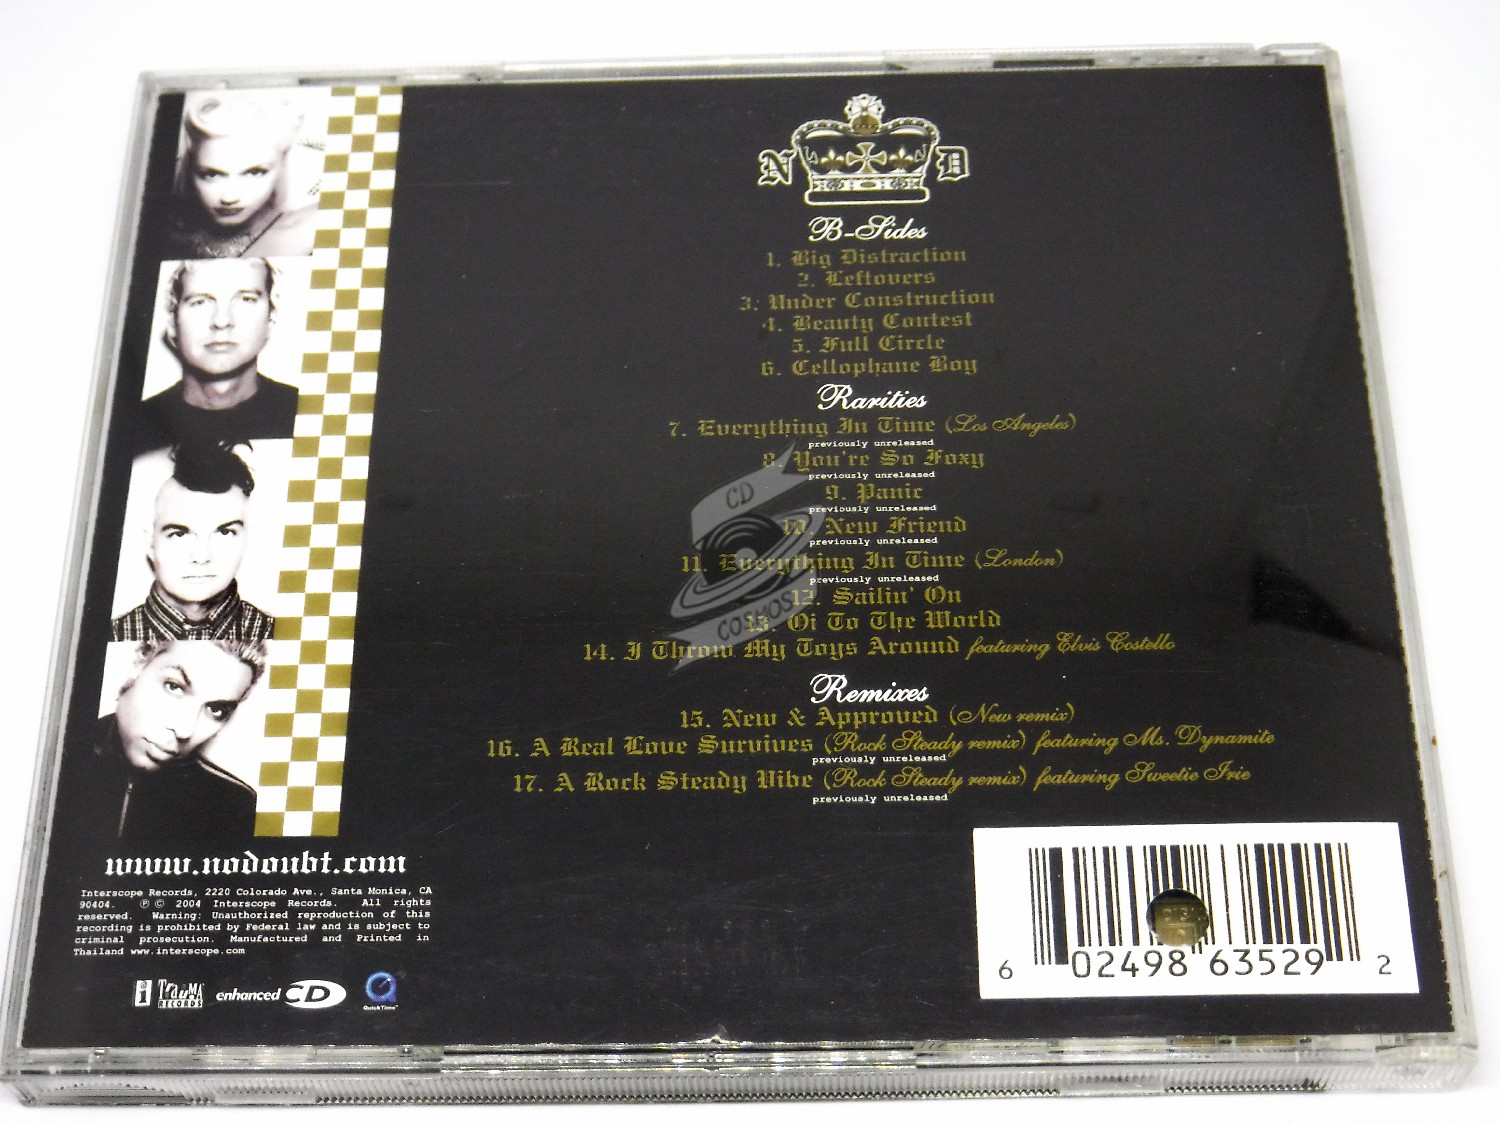 N D
B-Sides
1. Big Distraction
2. Leftovers
3. Under Construction
4. Beauty Contest
5. Full Circle
6. Cellophane Boy
Rarities
7. Everything In Time (Los Angeles)
previously unreleased
8. You're So Foxy
previously unreleased
9. Panic
previously unreleased
10. New Friend
previously unreleased
11. Everything In Time (London)
previously unreleased
12. Sailin' On
13. Oi To The World
14. I Throw My Toys Around featuring Elvis Costello
Remixes
15. New & Approved (New remix)
16. A Real Love Survives (Rock Steady remix) featuring Ms. Dynamite
previously unreleased
17. A Rock Steady Vibe (Rock Steady remix) featuring Sweetie Irie
previously unreleased
CD
COSMOS
www.nodoubt.com
Interscope Records, 2220 Colorado Ave., Santa Monica, CA
90404. ℗ © 2004 Interscope Records. All rights
reserved. Warning: Unauthorized reproduction of this
recording is prohibited by Federal law and is subject to
criminal prosecution. Manufactured and Printed in
Thailand www.interscope.com
i TRAUMA RECORDS enhanced CD QuickTime™
6 02498 63529 2